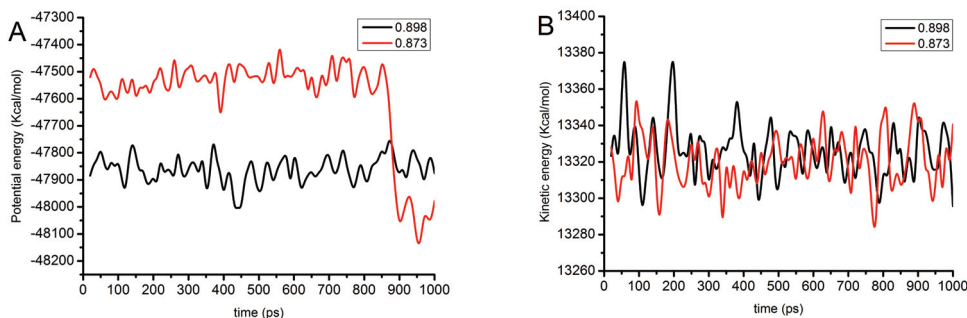 A
Potential energy (Kcal/mol)
-47300
-47400
-47500
-47600
-47700
-47800
-47900
-48000
-48100
-48200
0 100 200 300 400 500 600 700 800 900 1000
time (ps)
0.898
0.873
B
Kinetic energy (Kcal/mol)
13400
13380
13360
13340
13320
13300
13280
13260
0 100 200 300 400 500 600 700 800 900 1000
time (ps)
0.898
0.873